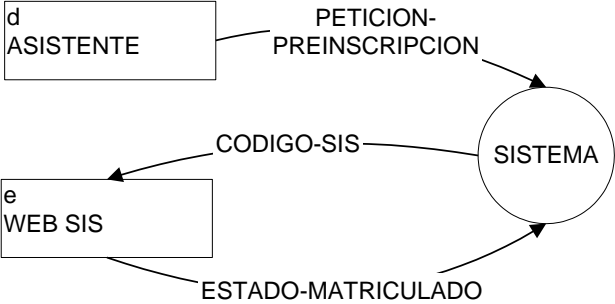 d
ASISTENTE
PETICION-
PREINSCRIPCION
CODIGO-SIS
SISTEMA
e
WEB SIS
ESTADO-MATRICULADO